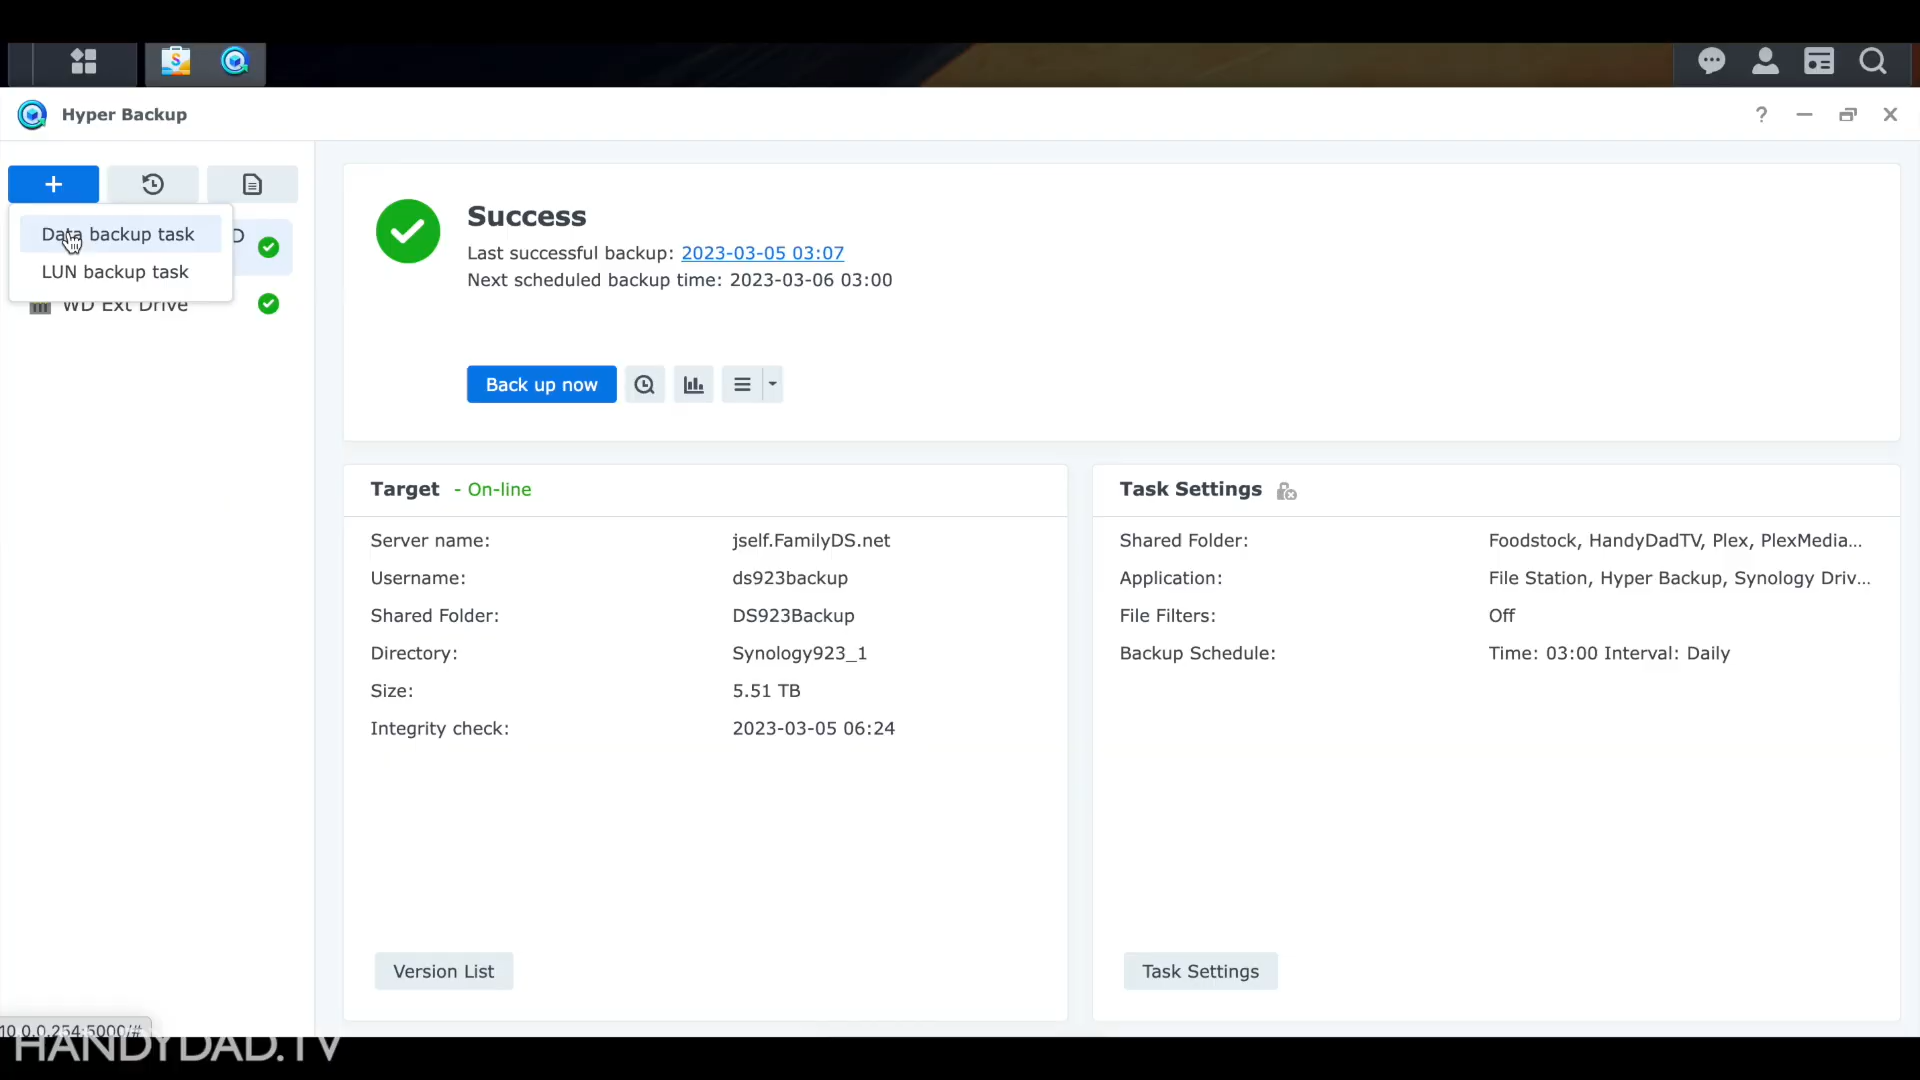 Hyper Backup
?
Data backup task
D
LUN backup task
WD Ext Drive
Success
Last successful backup: 2023-03-05 03:07
Next scheduled backup time: 2023-03-06 03:00
Back up now
Target - On-line
Server name: jself.FamilyDS.net
Username: ds923backup
Shared Folder: DS923Backup
Directory: Synology923_1
Size: 5.51 TB
Integrity check: 2023-03-05 06:24
Version List
Task Settings
Shared Folder: Foodstock, HandyDadTV, Plex, PlexMedia...
Application: File Station, Hyper Backup, Synology Driv...
File Filters: Off
Backup Schedule: Time: 03:00 Interval: Daily
Task Settings
10.0.0.254:5000/#
HANDYDAD.TV